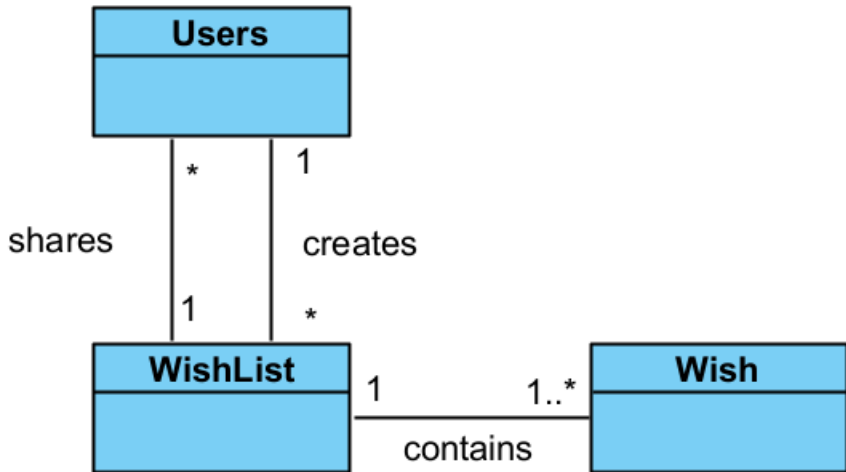 Users
* 1
shares creates
1 *
WishList 1 1..* Wish
contains